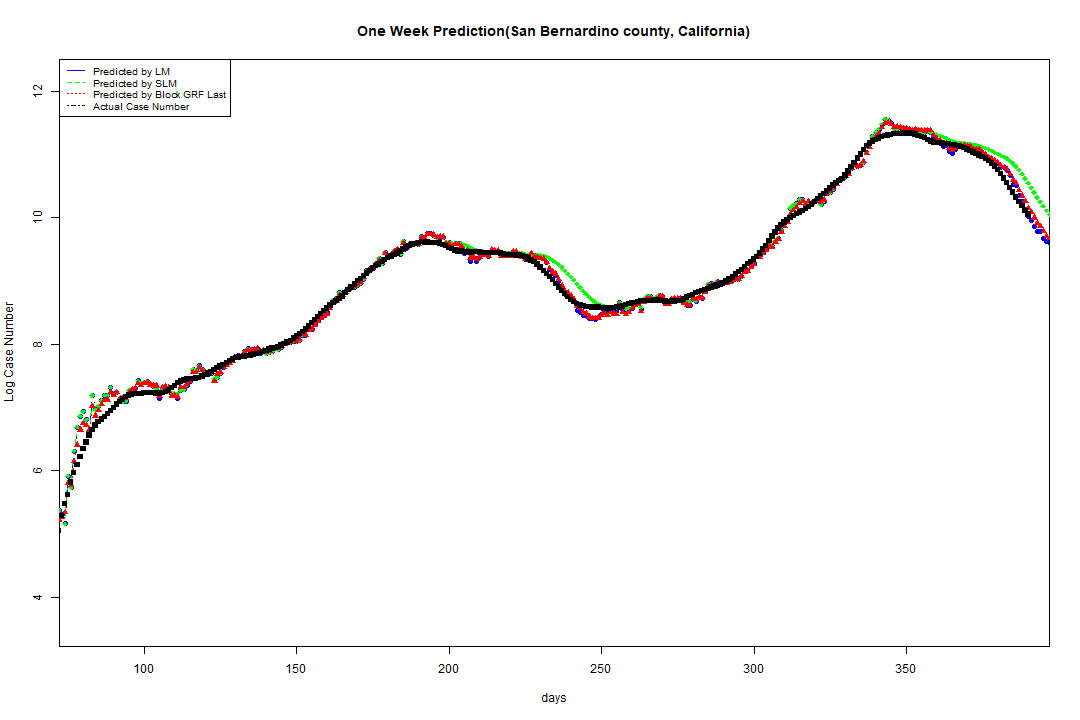 One Week Prediction(San Bernardino county, California)
Predicted by LM
Predicted by SLM
Predicted by Block GRF Last
Actual Case Number
12
10
8
6
4
Log Case Number
100 150 200 250 300 350
days